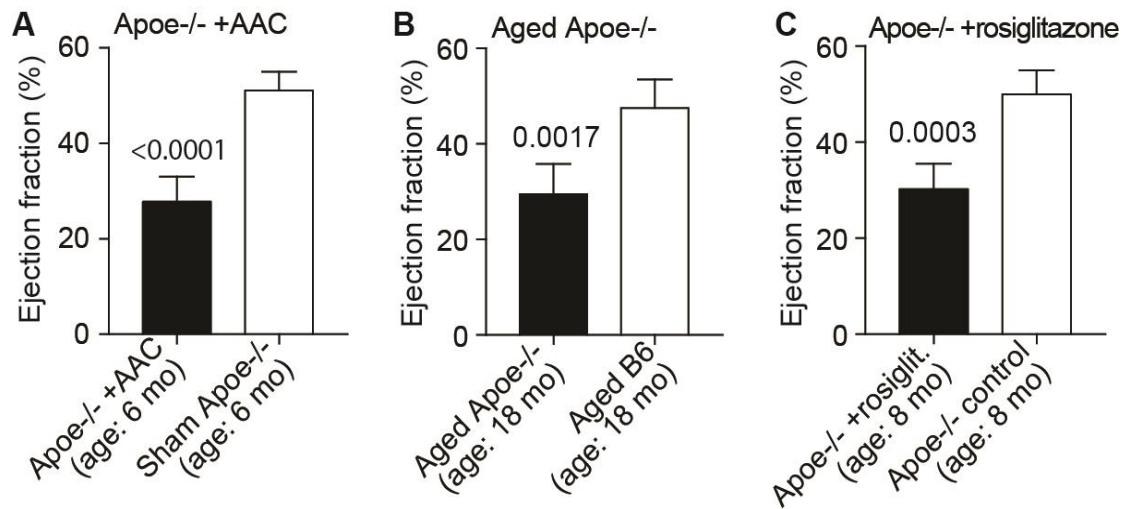 A
Apoe-/- +AAC
Ejection fraction (%)
60
40
20
0
<0.0001
Apoe-/- +AAC
(age: 6 mo)
Sham Apoe-/-
(age: 6 mo)
B
Aged Apoe-/-
Ejection fraction (%)
60
40
20
0
0.0017
Aged Apoe-/-
(age: 18 mo)
Aged B6
(age: 18 mo)
C
Apoe-/- +rosiglitazone
Ejection fraction (%)
60
40
20
0
0.0003
Apoe-/- +rosiglit.
(age: 8 mo)
Apoe-/- control
(age: 8 mo)